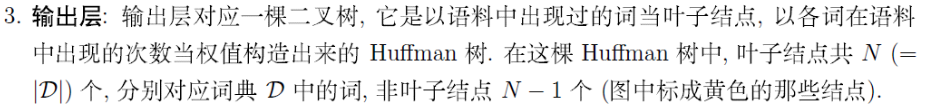 3. 输出层: 输出层对应一棵二叉树, 它是以语料中出现过的词当叶子结点, 以各词在语料
中出现的次数当权值构造出来的 Huffman 树. 在这棵 Huffman 树中, 叶子结点共 N (=
|𝒟|) 个, 分别对应词典 𝒟 中的词, 非叶子结点 N − 1 个 (图中标成黄色的那些结点).